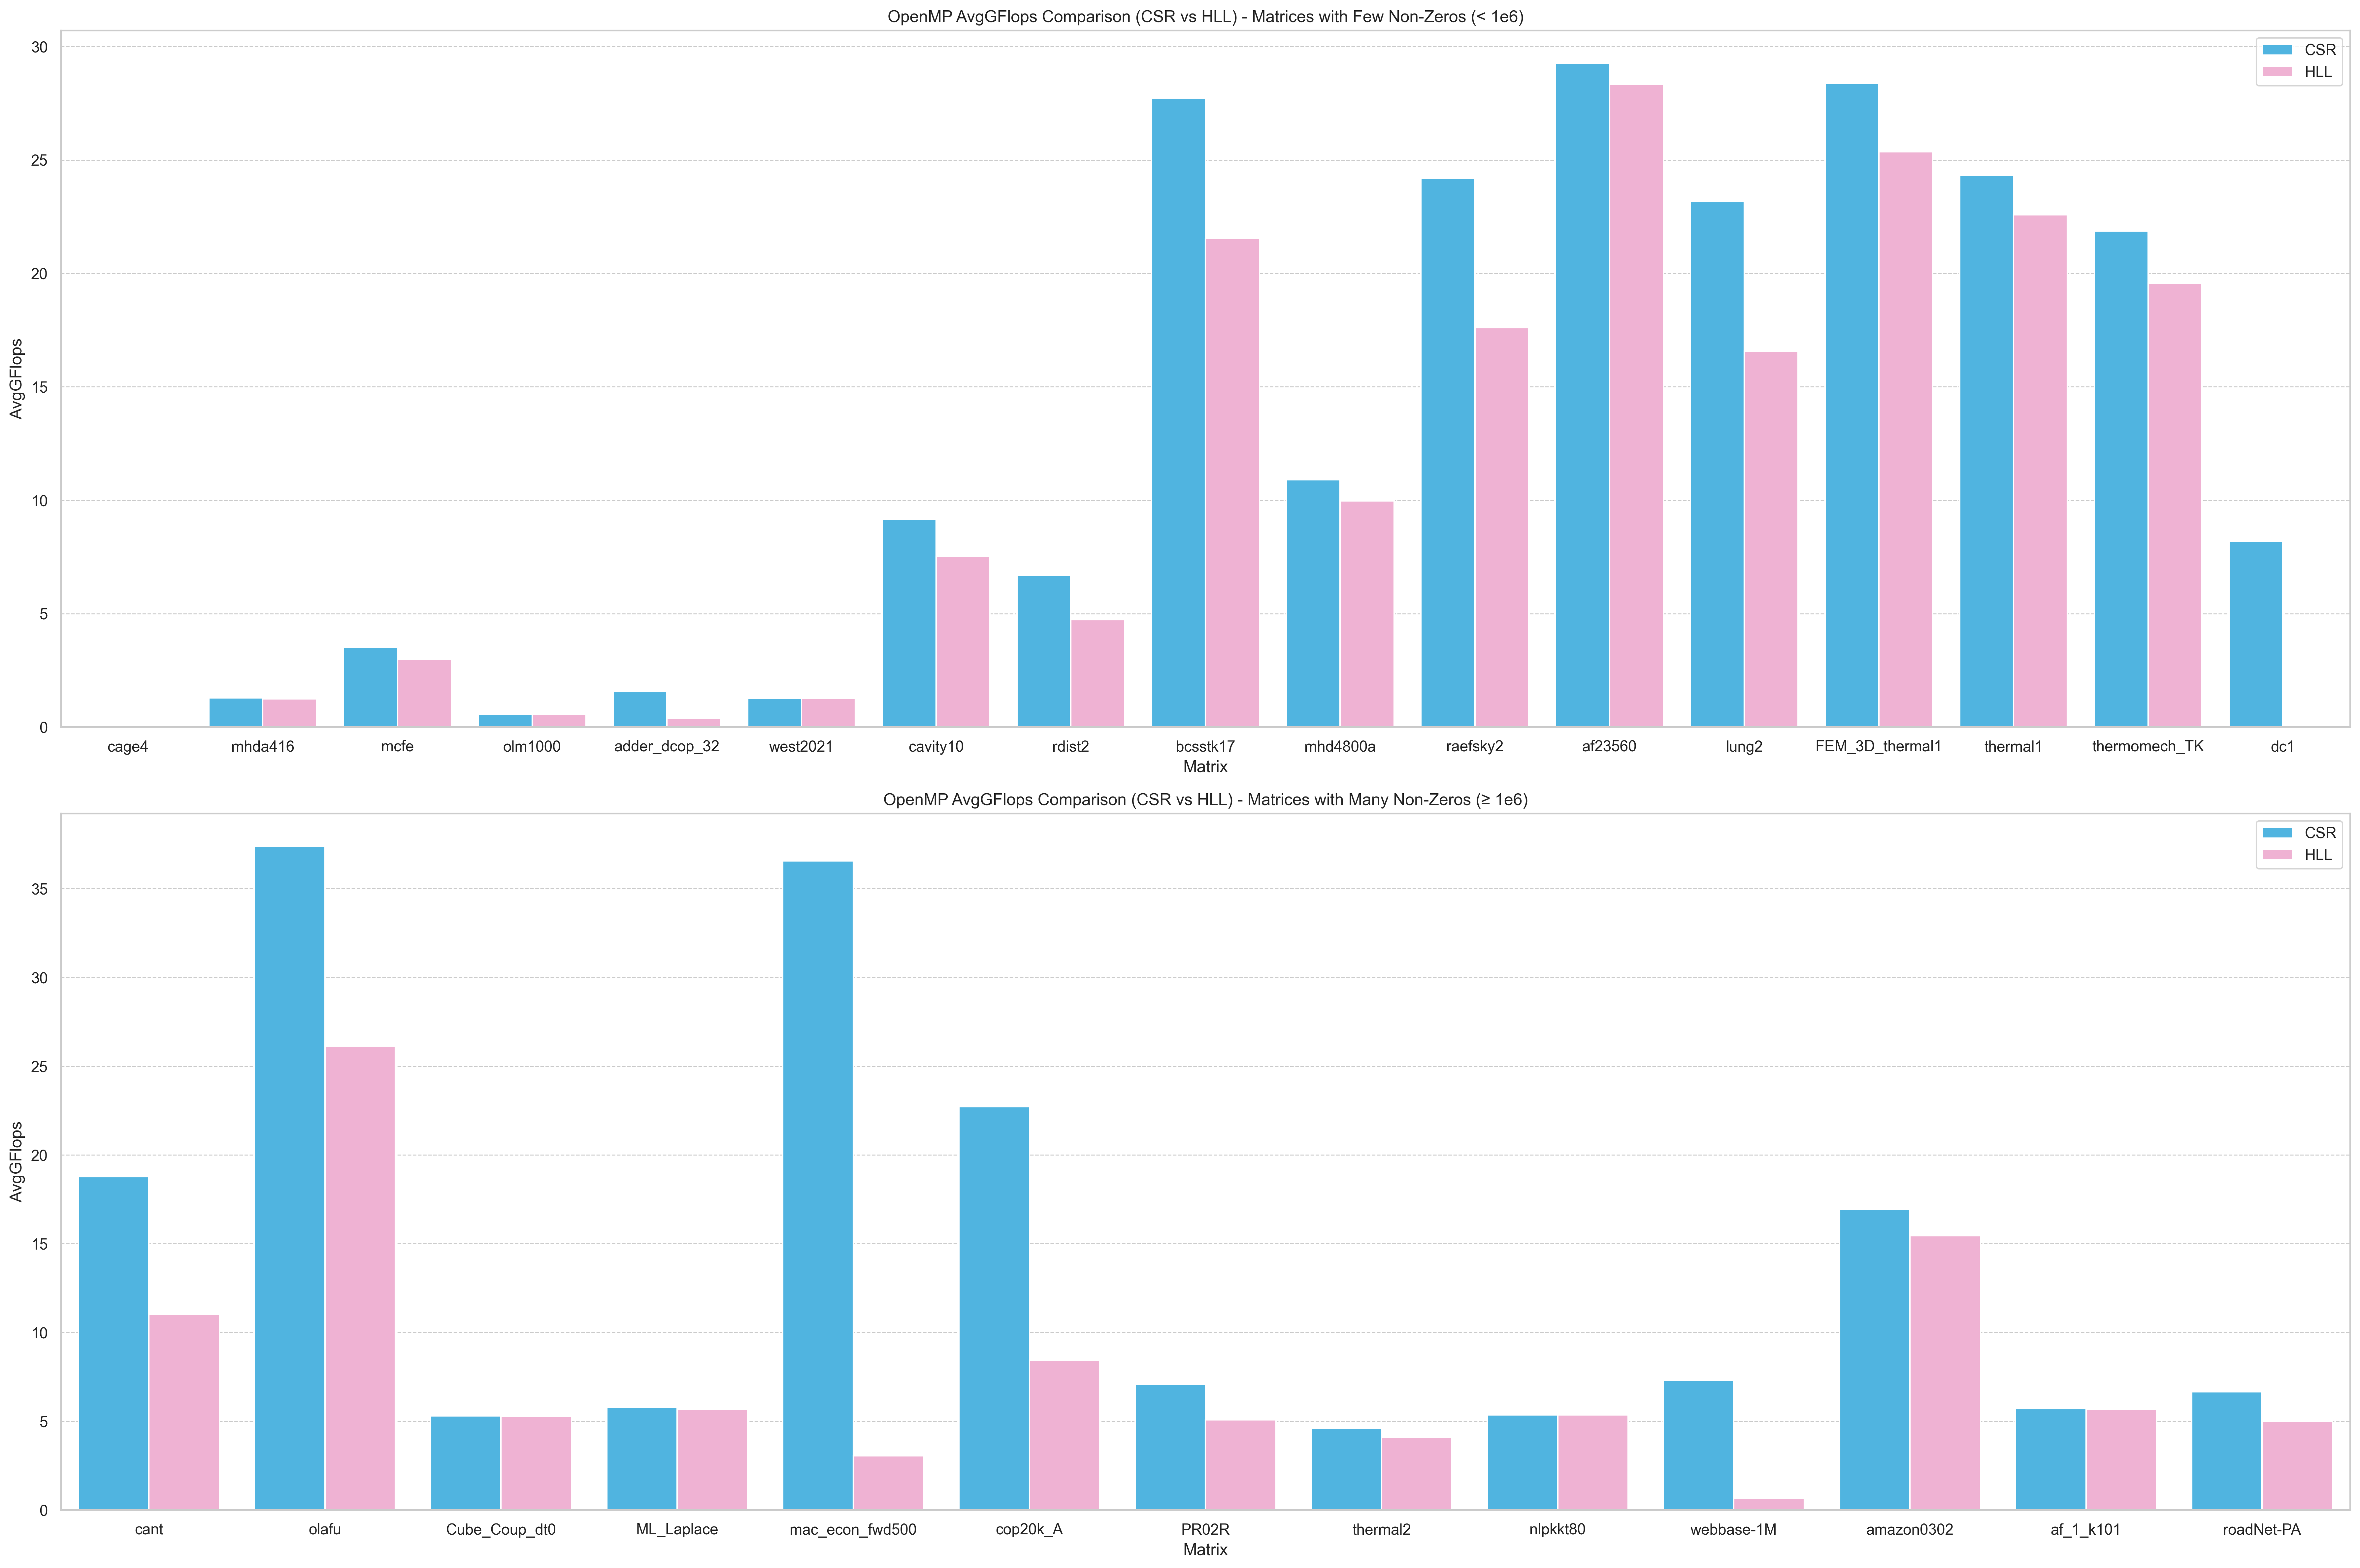 OpenMP AvgGFlops Comparison (CSR vs HLL) - Matrices with Few Non-Zeros (< 1e6)
CSR
HLL
AvgGFlops
30
25
20
15
10
5
0
cage4 mhda416 mcfe olm1000 adder_dcop_32 west2021 cavity10 rdist2 bcsstk17 mhd4800a raefsky2 af23560 lung2 FEM_3D_thermal1 thermal1 thermomech_TK dc1
Matrix
OpenMP AvgGFlops Comparison (CSR vs HLL) - Matrices with Many Non-Zeros (≥ 1e6)
CSR
HLL
AvgGFlops
35
30
25
20
15
10
5
0
cant olafu Cube_Coup_dt0 ML_Laplace mac_econ_fwd500 cop20k_A PR02R thermal2 nlpkkt80 webbase-1M amazon0302 af_1_k101 roadNet-PA
Matrix